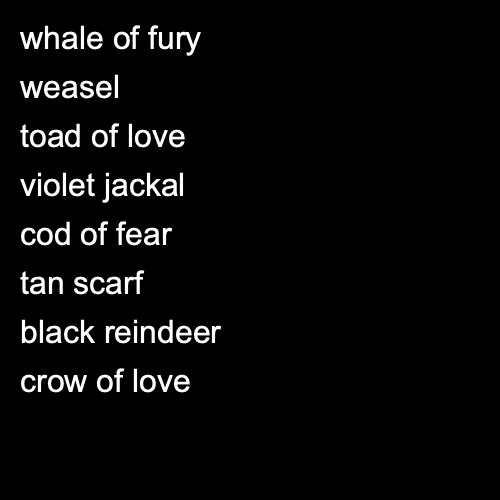 whale of fury
weasel
toad of love
violet jackal
cod of fear
tan scarf
black reindeer
crow of love